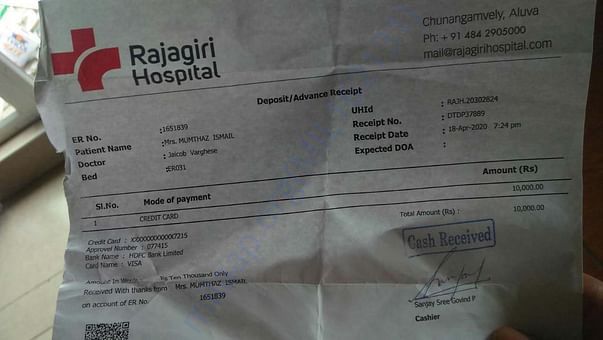 Rajagiri
Hospital
Chunangamvely, Aluva
Ph: + 91 484 2905000
mail@rajagirihospital.com
Deposit/Advance Receipt
ER No. :1651839
Patient Name :Mrs. MUMTHAZ ISMAIL
Doctor : Jaicob Varghese
Bed :ER031
UHId : RAJH.20302824
Receipt No. : DTDP37889
Receipt Date : 18-Apr-2020 7:24 pm
Expected DOA :
Sl.No. Mode of payment Amount (Rs)
1 CREDIT CARD 10,000.00
Total Amount (Rs) : 10,000.00
Credit Card :
Approvel Number : 077415
Bank Name : HDFC Bank Limited
Card Name : VISA
Amount In Words Rs Ten Thousand Only
Received With thanks from Mrs. MUMTHAZ ISMAIL
on account of ER No. 1651839
Cash Received
Sanjay Sree Govind P
Cashier